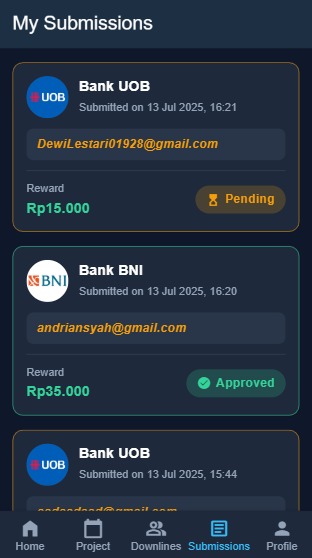 My Submissions
UOB
Bank UOB
Submitted on 13 Jul 2025, 16:21
DewiLestari01928@gmail.com
Reward
Rp15.000
Pending
BNI
Bank BNI
Submitted on 13 Jul 2025, 16:20
andriansyah@gmail.com
Reward
Rp35.000
Approved
UOB
Bank UOB
Submitted on 13 Jul 2025, 15:44
Home
Project
Downlines
Submissions
Profile